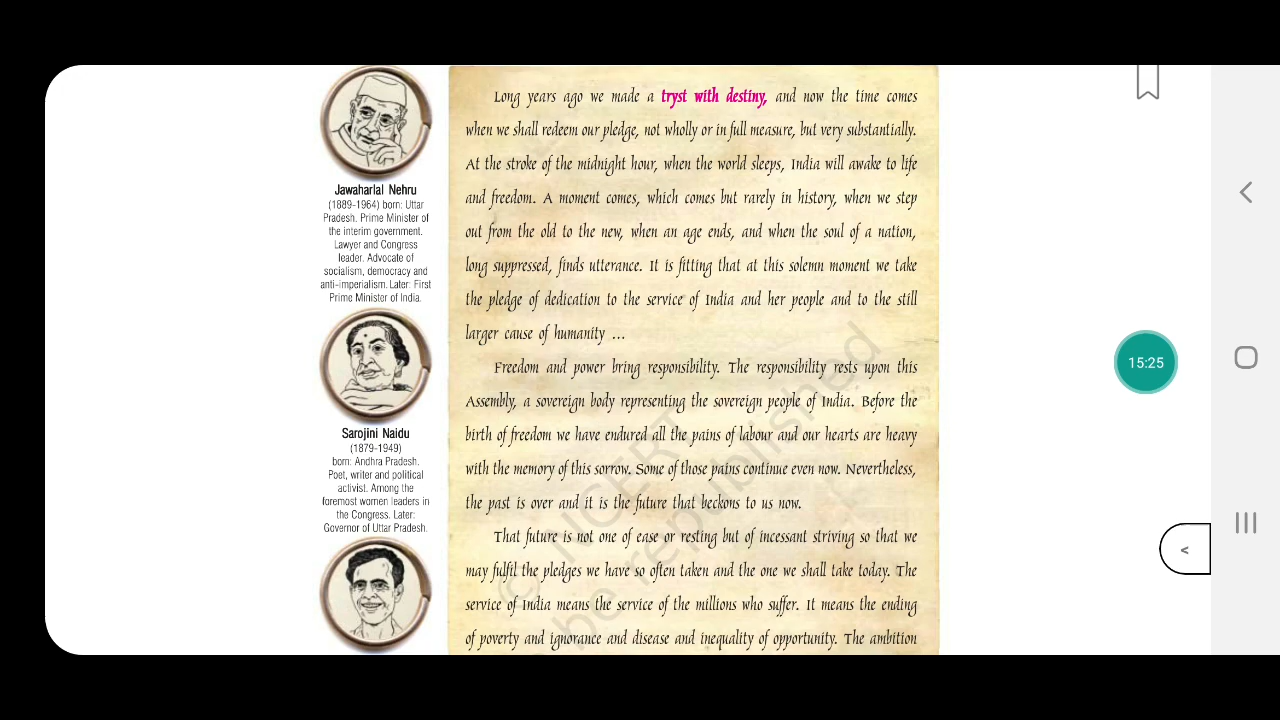 Jawaharlal Nehru
(1889-1964) born: Uttar
Pradesh. Prime Minister of
the interim government.
Lawyer and Congress
leader. Advocate of
socialism, democracy and
anti-imperialism. Later: First
Prime Minister of India.
Sarojini Naidu
(1879-1949)
born: Andhra Pradesh.
Poet, writer and political
activist. Among the
foremost women leaders in
the Congress. Later:
Governor of Uttar Pradesh.
Long years ago we made a tryst with destiny, and now the time comes
when we shall redeem our pledge, not wholly or in full measure, but very substantially.
At the stroke of the midnight hour, when the world sleeps, India will awake to life
and freedom. A moment comes, which comes but rarely in history, when we step
out from the old to the new, when an age ends, and when the soul of a nation,
long suppressed, finds utterance. It is fitting that at this solemn moment we take
the pledge of dedication to the service of India and her people and to the still
larger cause of humanity ...
Freedom and power bring responsibility. The responsibility rests upon this
Assembly, a sovereign body representing the sovereign people of India. Before the
birth of freedom we have endured all the pains of labour and our hearts are heavy
with the memory of this sorrow. Some of those pains continue even now. Nevertheless,
the past is over and it is the future that beckons to us now.
That future is not one of ease or resting but of incessant striving so that we
may fulfil the pledges we have so often taken and the one we shall take today. The
service of India means the service of the millions who suffer. It means the ending
of poverty and ignorance and disease and inequality of opportunity. The ambition
© NCERT
be republished
15:25
<